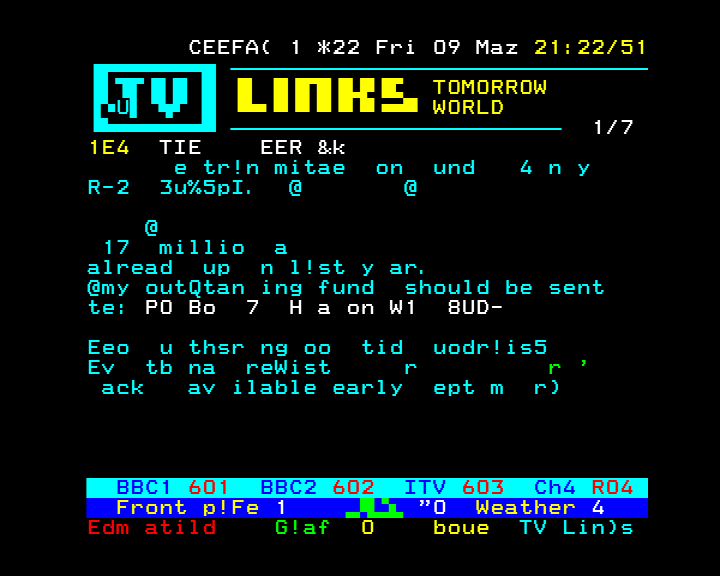 CEEFA( 1 *22 Fri 09 Maz 21:22/51
TV LINKS TOMORROW
u WORLD
1/7
1E4 TIE EER &k
e tr!n mitae on und 4 n y
R-2 3u%5pI. @ @
@
17 millio a
alread up n l!st y ar.
@my outQtan ing fund should be sent
te: PO Bo 7 H a on W1 8UD-
Eeo u thsr ng oo tid uodr!is5
Ev tb na reWist r r '
ack av ilable early ept m r)
BBC1 601 BBC2 602 ITV 603 Ch4 RO4
Front p!Fe 1 "O Weather 4
Edm atild G!af O boue TV Lin)s